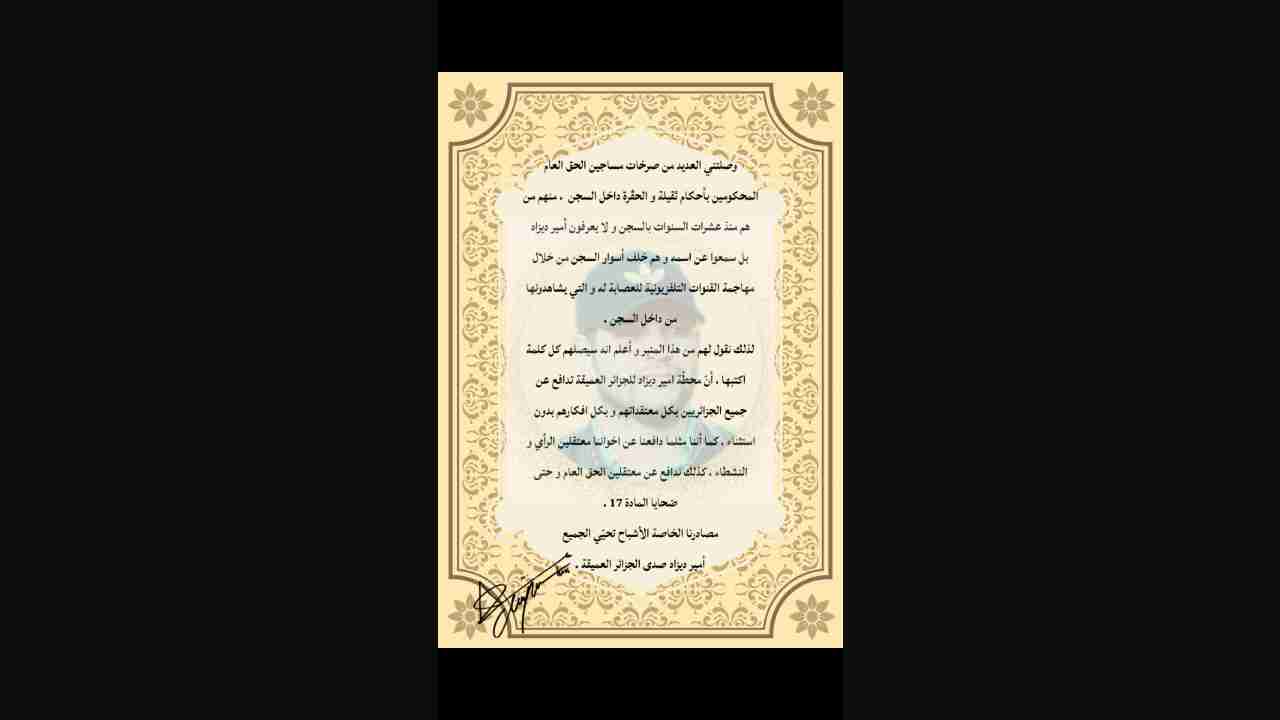 وصلتني العديد من صرخات مساجين الحق العام
المحكومين بأحكام ثقيلة و الحڨرة داخل السجن . منهم من
هم منذ عشرات السنوات بالسجن و لا يعرفون أمير ديزاد
بل سمعوا عن اسمه و هم خلف أسوار السجن من خلال
مهاجمة القنوات التلفزيونية للعصابة له و التي يشاهدونها
من داخل السجن .
لذلك نقول لهم من هذا المنبر و أعلم انه سيصلهم كل كلمة
اكتبها ، أنّ محطّة امير ديزاد للجزائر العميقة تدافع عن
جميع الجزائريين بكل معتقداتهم و بكل افكارهم بدون
استثناء . كما أننا مثلما دافعنا عن اخواننا معتقلين الرأي و
النشطاء ، كذلك ندافع عن معتقلين الحق العام و حتى
ضحايا المادة 17 .
مصادرنا الخاصة الأشباح تحيّي الجميع
أمير ديزاد صدى الجزائر العميقة .